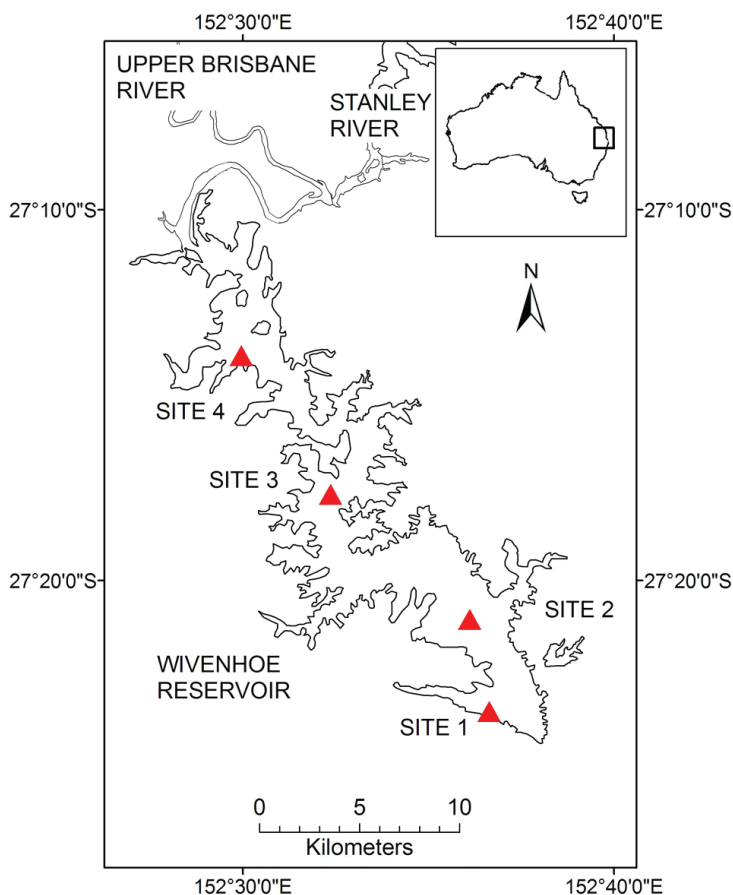 152°30'0"E
152°40'0"E
UPPER BRISBANE
RIVER
STANLEY
RIVER
27°10'0"S
27°10'0"S
N
SITE 4
SITE 3
27°20'0"S
27°20'0"S
SITE 2
WIVENHOE
RESERVOIR
SITE 1
0 5 10
Kilometers
152°30'0"E
152°40'0"E